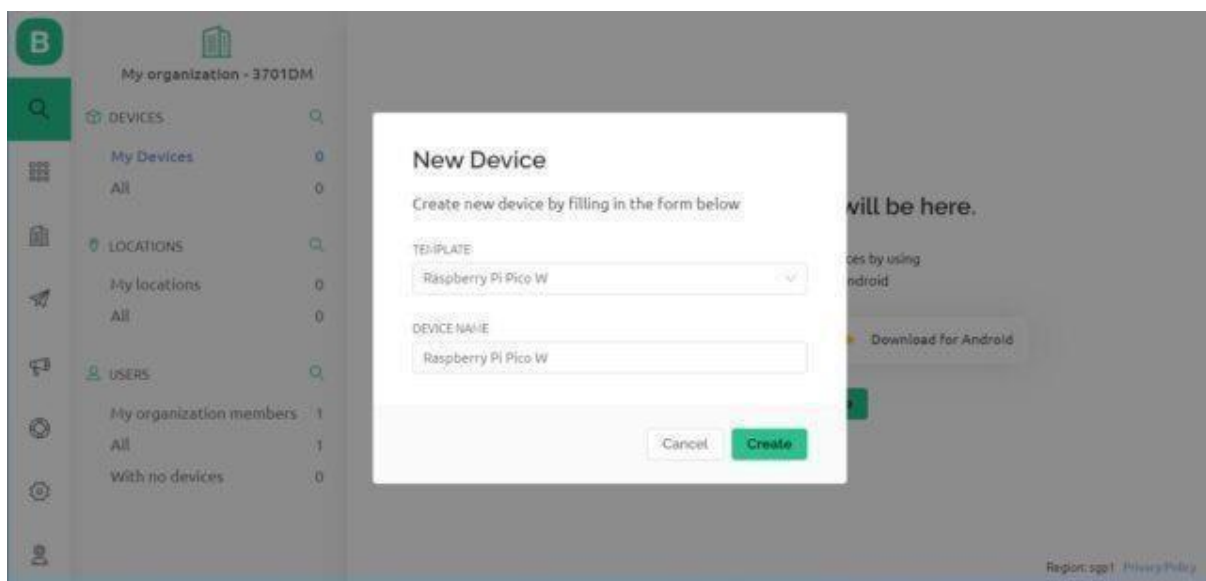 B
My organization - 3701DM
DEVICES
My Devices 0
All 0
LOCATIONS
My locations 0
All 0
USERS
My organization members 1
All 1
With no devices 0
New Device
Create new device by filling in the form below
TEMPLATE
Raspberry Pi Pico W
DEVICE NAME
Raspberry Pi Pico W
Cancel
Create
will be here.
ces by using
ndroid
Download for Android
Region: sgp1 Privacy Policy